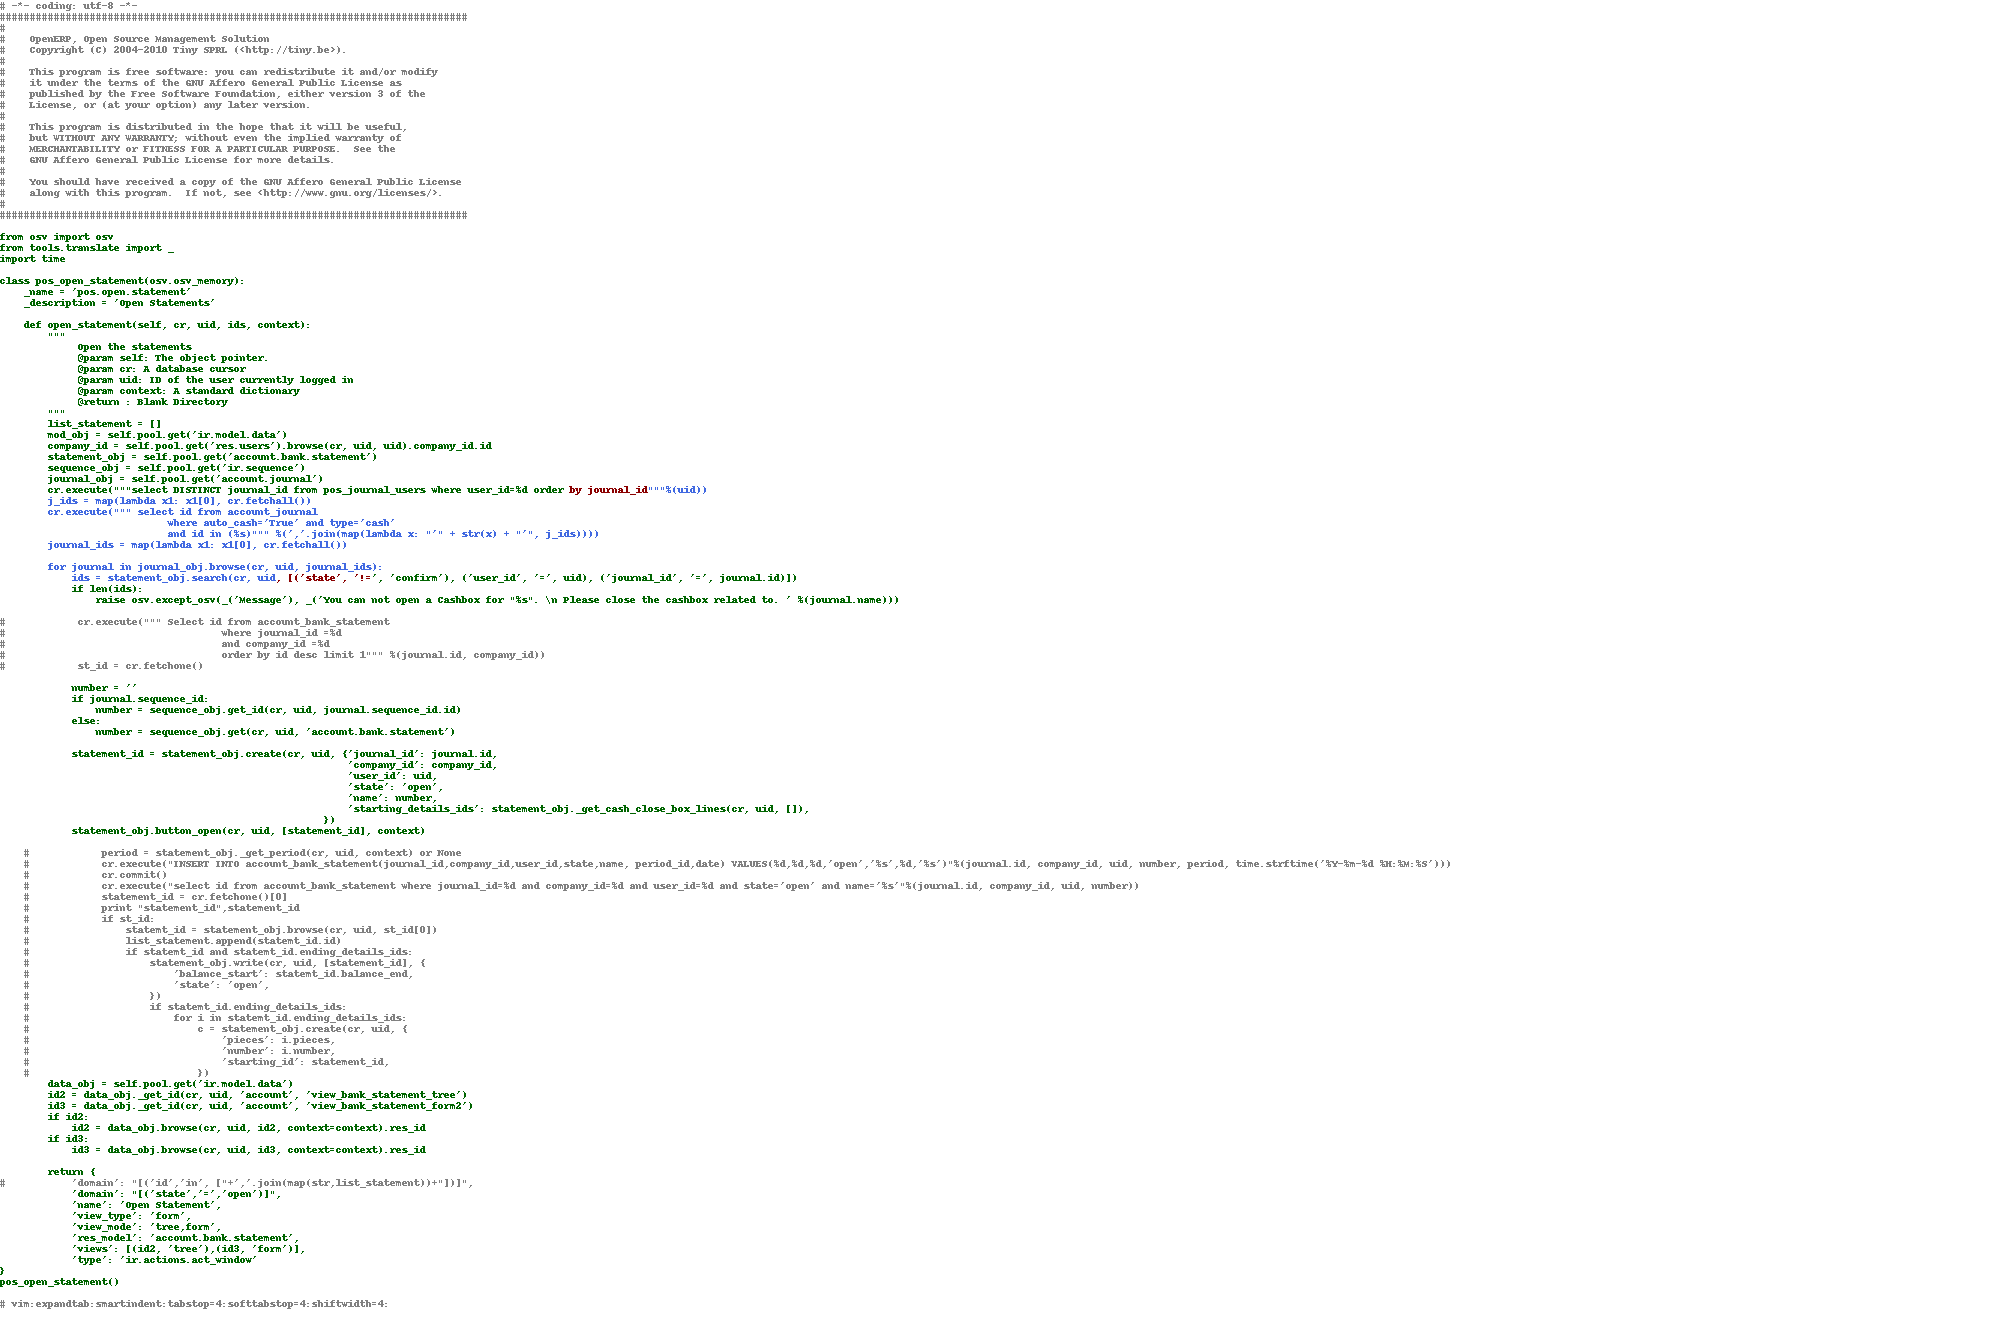 # -*- coding: utf-8 -*-
##############################################################################
#
#    OpenERP, Open Source Management Solution
#    Copyright (C) 2004-2010 Tiny SPRL (<http://tiny.be>).
#
#    This program is free software: you can redistribute it and/or modify
#    it under the terms of the GNU Affero General Public License as
#    published by the Free Software Foundation, either version 3 of the
#    License, or (at your option) any later version.
#
#    This program is distributed in the hope that it will be useful,
#    but WITHOUT ANY WARRANTY; without even the implied warranty of
#    MERCHANTABILITY or FITNESS FOR A PARTICULAR PURPOSE.  See the
#    GNU Affero General Public License for more details.
#
#    You should have received a copy of the GNU Affero General Public License
#    along with this program.  If not, see <http://www.gnu.org/licenses/>.
#
##############################################################################

from osv import osv
from tools.translate import _
import time

class pos_open_statement(osv.osv_memory):
    _name = 'pos.open.statement'
    _description = 'Open Statements'

    def open_statement(self, cr, uid, ids, context):
        """
             Open the statements
             @param self: The object pointer.
             @param cr: A database cursor
             @param uid: ID of the user currently logged in
             @param context: A standard dictionary
             @return : Blank Directory
        """
        list_statement = []
        mod_obj = self.pool.get('ir.model.data')
        company_id = self.pool.get('res.users').browse(cr, uid, uid).company_id.id
        statement_obj = self.pool.get('account.bank.statement')
        sequence_obj = self.pool.get('ir.sequence')
        journal_obj = self.pool.get('account.journal')
        cr.execute("""select DISTINCT journal_id from pos_journal_users where user_id=%d order by journal_id"""%(uid))
        j_ids = map(lambda x1: x1[0], cr.fetchall())
        cr.execute(""" select id from account_journal
                            where auto_cash='True' and type='cash'
                            and id in (%s)""" %(','.join(map(lambda x: "'" + str(x) + "'", j_ids))))
        journal_ids = map(lambda x1: x1[0], cr.fetchall())

        for journal in journal_obj.browse(cr, uid, journal_ids):
            ids = statement_obj.search(cr, uid, [('state', '!=', 'confirm'), ('user_id', '=', uid), ('journal_id', '=', journal.id)])
            if len(ids):
                raise osv.except_osv(_('Message'), _('You can not open a Cashbox for "%s". \n Please close the cashbox related to. ' %(journal.name)))

#            cr.execute(""" Select id from account_bank_statement
#                                    where journal_id =%d
#                                    and company_id =%d
#                                    order by id desc limit 1""" %(journal.id, company_id))
#            st_id = cr.fetchone()

            number = ''
            if journal.sequence_id:
                number = sequence_obj.get_id(cr, uid, journal.sequence_id.id)
            else:
                number = sequence_obj.get(cr, uid, 'account.bank.statement')

            statement_id = statement_obj.create(cr, uid, {'journal_id': journal.id,
                                                          'company_id': company_id,
                                                          'user_id': uid,
                                                          'state': 'open',
                                                          'name': number,
                                                          'starting_details_ids': statement_obj._get_cash_close_box_lines(cr, uid, []),
                                                      })
            statement_obj.button_open(cr, uid, [statement_id], context)

    #            period = statement_obj._get_period(cr, uid, context) or None
    #            cr.execute("INSERT INTO account_bank_statement(journal_id,company_id,user_id,state,name, period_id,date) VALUES(%d,%d,%d,'open','%s',%d,'%s')"%(journal.id, company_id, uid, number, period, time.strftime('%Y-%m-%d %H:%M:%S')))
    #            cr.commit()
    #            cr.execute("select id from account_bank_statement where journal_id=%d and company_id=%d and user_id=%d and state='open' and name='%s'"%(journal.id, company_id, uid, number))
    #            statement_id = cr.fetchone()[0]
    #            print "statement_id",statement_id
    #            if st_id:
    #                statemt_id = statement_obj.browse(cr, uid, st_id[0])
    #                list_statement.append(statemt_id.id)
    #                if statemt_id and statemt_id.ending_details_ids:
    #                    statement_obj.write(cr, uid, [statement_id], {
    #                        'balance_start': statemt_id.balance_end,
    #                        'state': 'open',
    #                    })
    #                    if statemt_id.ending_details_ids:
    #                        for i in statemt_id.ending_details_ids:
    #                            c = statement_obj.create(cr, uid, {
    #                                'pieces': i.pieces,
    #                                'number': i.number,
    #                                'starting_id': statement_id,
    #                            })
        data_obj = self.pool.get('ir.model.data')
        id2 = data_obj._get_id(cr, uid, 'account', 'view_bank_statement_tree')
        id3 = data_obj._get_id(cr, uid, 'account', 'view_bank_statement_form2')
        if id2:
            id2 = data_obj.browse(cr, uid, id2, context=context).res_id
        if id3:
            id3 = data_obj.browse(cr, uid, id3, context=context).res_id

        return {
#           'domain': "[('id','in', ["+','.join(map(str,list_statement))+"])]",
            'domain': "[('state','=','open')]",
            'name': 'Open Statement',
            'view_type': 'form',
            'view_mode': 'tree,form',
            'res_model': 'account.bank.statement',
            'views': [(id2, 'tree'),(id3, 'form')],
            'type': 'ir.actions.act_window'
}
pos_open_statement()

# vim:expandtab:smartindent:tabstop=4:softtabstop=4:shiftwidth=4: